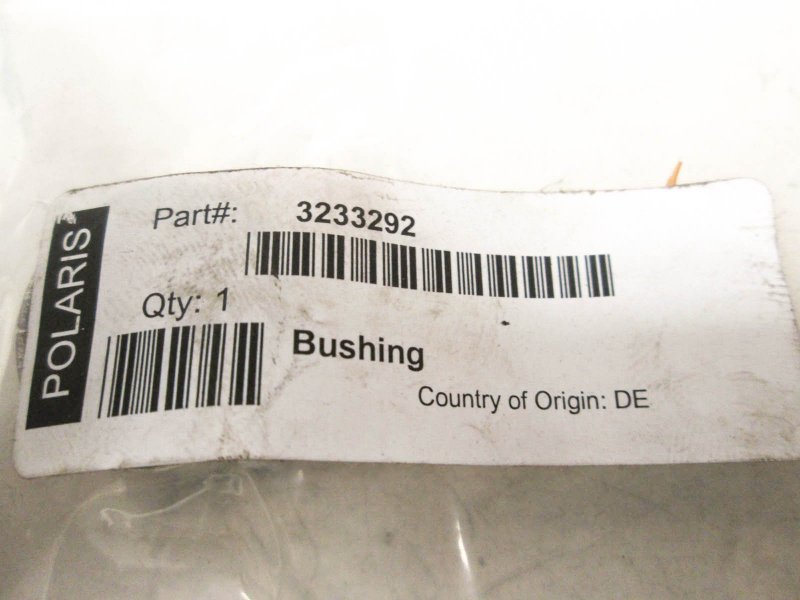 POLARIS
Part#: 3233292
Qty: 1
Bushing
Country of Origin: DE